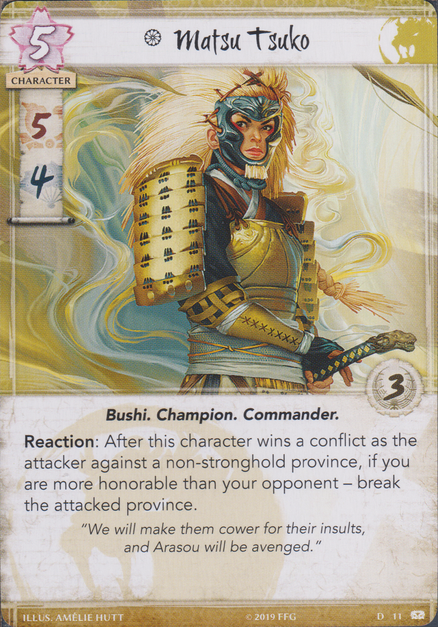 5
Matsu Tsuko
CHARACTER
5
4
3
Bushi. Champion. Commander.
Reaction: After this character wins a conflict as the
attacker against a non-stronghold province, if you
are more honorable than your opponent – break
the attacked province.
“We will make them cower for their insults,
and Arasou will be avenged.”
ILLUS. AMÉLIE HUTT © 2019 FFG D 11